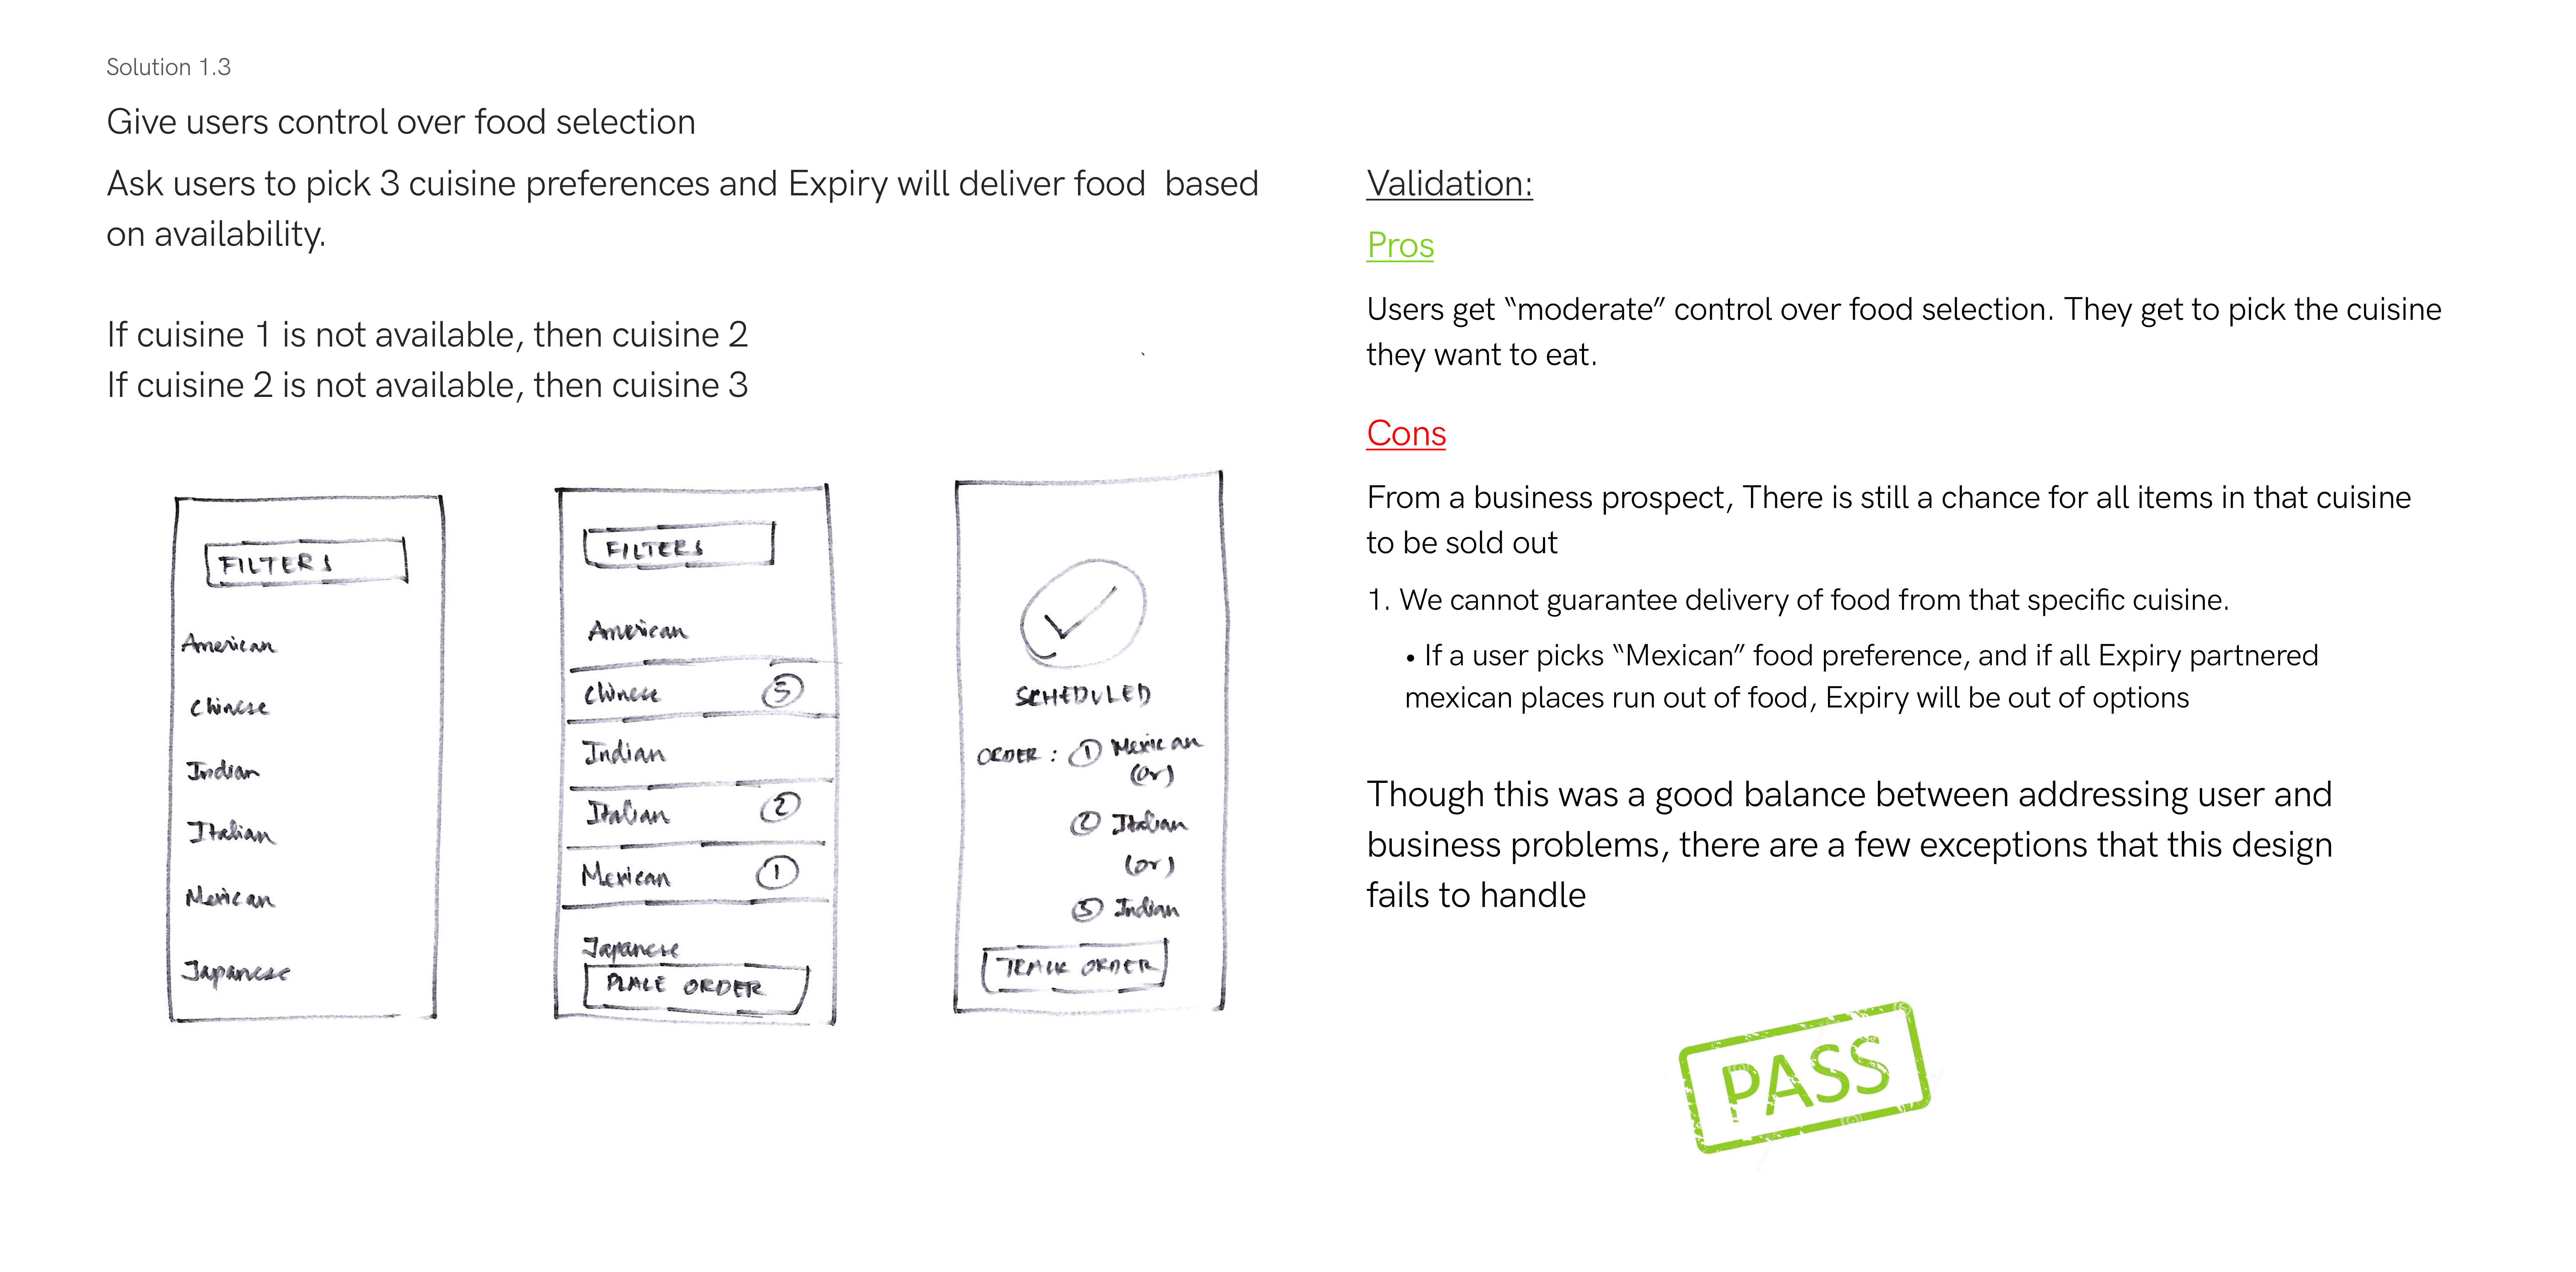 Solution 1.3
Give users control over food selection
Ask users to pick 3 cuisine preferences and Expiry will deliver food  based
on availability.
If cuisine 1 is not available, then cuisine 2
If cuisine 2 is not available, then cuisine 3
FILTERS
American
Chinese
Indian
Italian
Mexican
Japanese
FILTERS
American
Chinese 3
Indian
Italian 2
Mexican 1
Japanese
PLACE ORDER
SCHEDULED
ORDER : 1 Mexican
(or)
2 Italian
(or)
3 Indian
TRACK ORDER
Validation:
Pros
Users get “moderate” control over food selection. They get to pick the cuisine
they want to eat.
Cons
From a business prospect, There is still a chance for all items in that cuisine
to be sold out
1. We cannot guarantee delivery of food from that specific cuisine.
• If a user picks “Mexican” food preference, and if all Expiry partnered
mexican places run out of food, Expiry will be out of options
Though this was a good balance between addressing user and
business problems, there are a few exceptions that this design
fails to handle
PASS